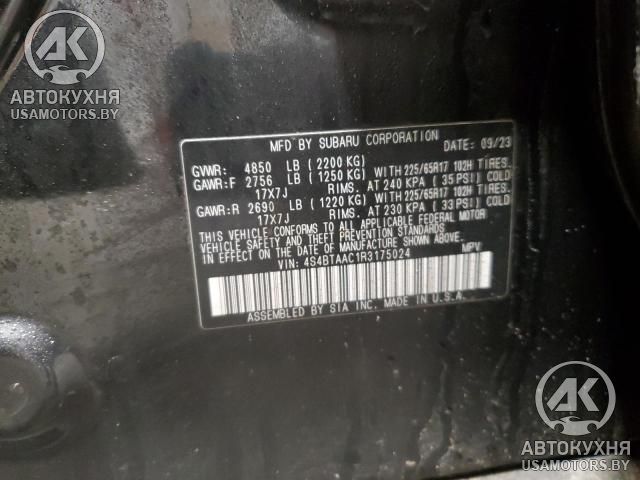 AK
АВТОКУХНЯ
USAMOTORS.BY
MFD BY SUBARU CORPORATION DATE: 09/23
GVWR: 4850 LB (2200 KG)
GAWR:F 2756 LB (1250 KG) WITH 225/65R17 102H TIRES,
17X7J RIMS, AT 240 KPA (35 PSI) COLD
GAWR:R 2690 LB (1220 KG) WITH 225/65R17 102H TIRES,
17X7J RIMS, AT 230 KPA (33 PSI) COLD
THIS VEHICLE CONFORMS TO ALL APPLICABLE FEDERAL MOTOR
VEHICLE SAFETY AND THEFT PREVENTION STANDARDS
IN EFFECT ON THE DATE OF MANUFACTURE SHOWN ABOVE.
VIN: 4S4BTAAC1R3175024 MPV
ASSEMBLED BY SIA INC. MADE IN U.S.A.
AK
АВТОКУХНЯ
USAMOTORS.BY